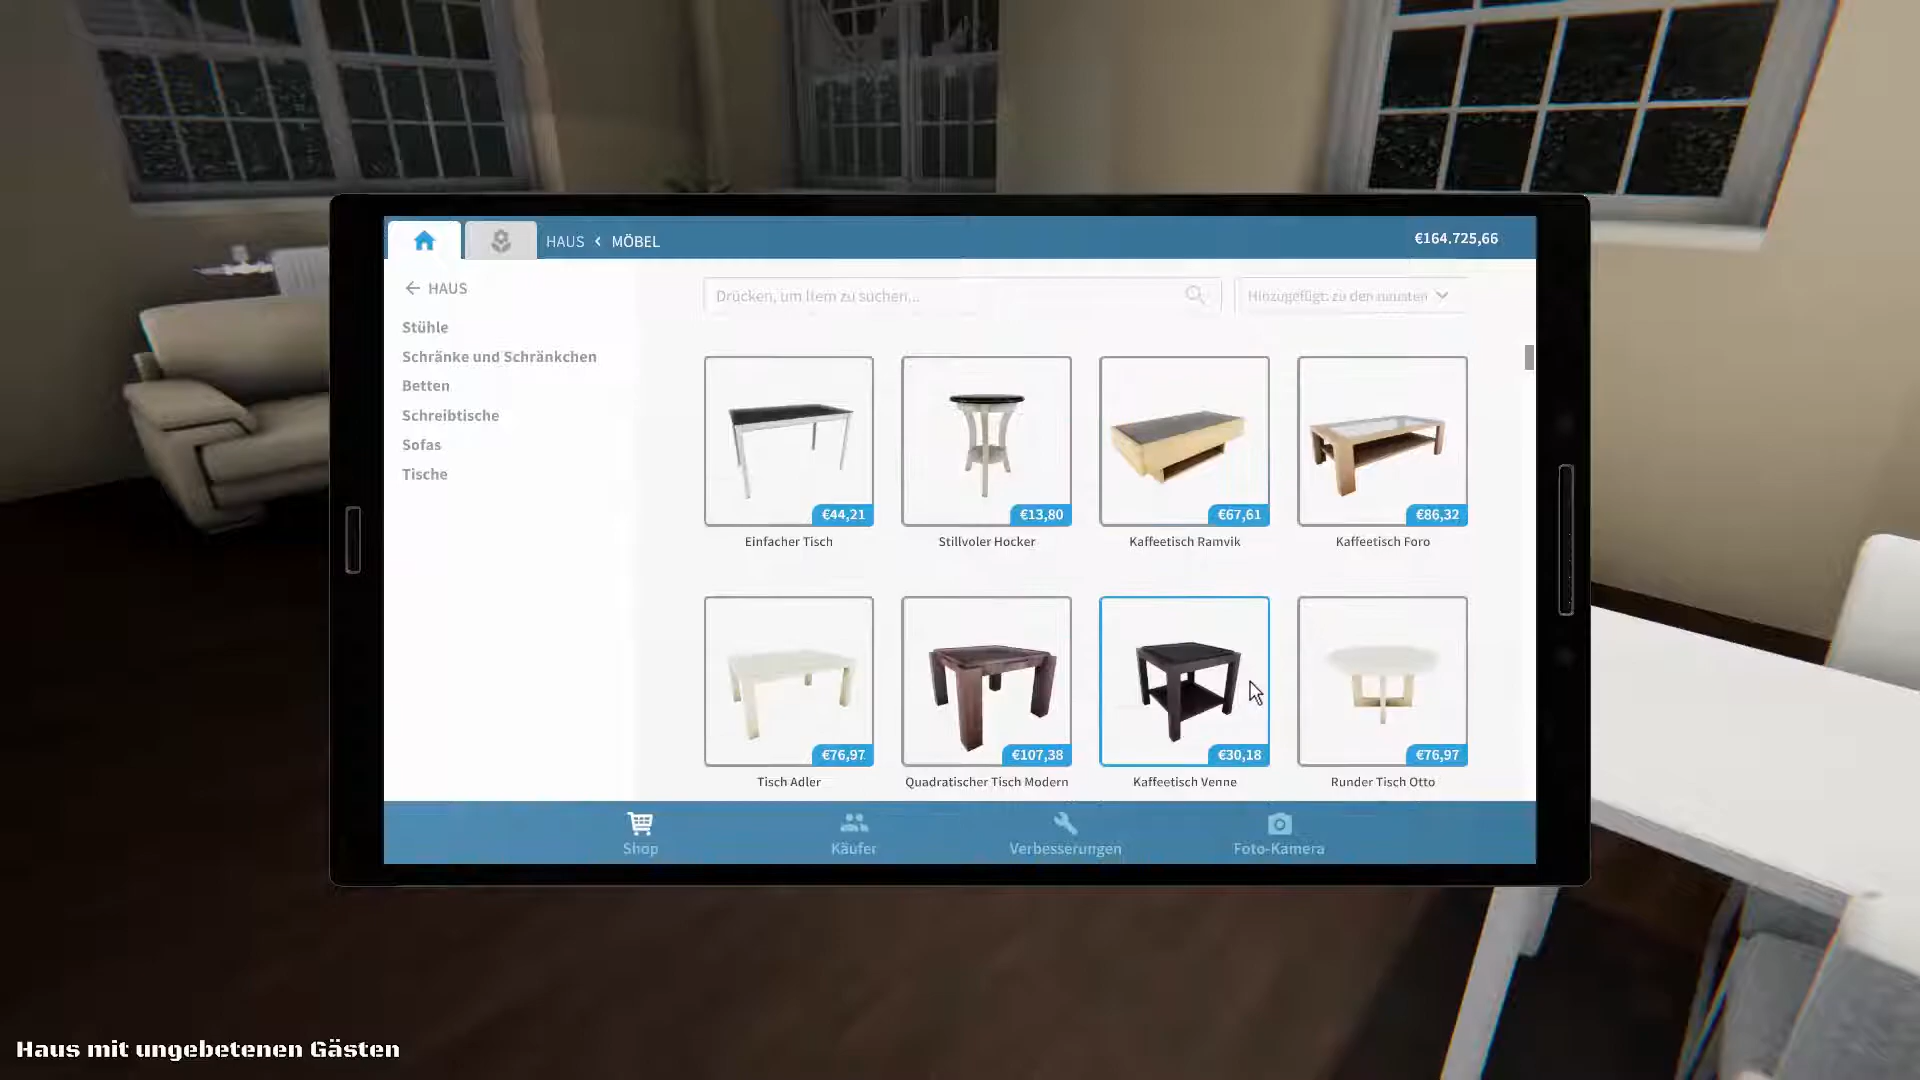 HAUS < MÖBEL
€164.725,66
← HAUS
Drücken, um Item zu suchen...
Hinzugefügt: zu den neusten
Stühle
Schränke und Schränkchen
Betten
Schreibtische
Sofas
Tische
€44,21
€13,80
€67,61
€86,32
Einfacher Tisch
Stillvoler Hocker
Kaffeetisch Ramvik
Kaffeetisch Foro
€76,97
€107,38
€30,18
€76,97
Tisch Adler
Quadratischer Tisch Modern
Kaffeetisch Venne
Runder Tisch Otto
Shop
Käufer
Verbesserungen
Foto-Kamera
Haus mit ungebetenen Gästen